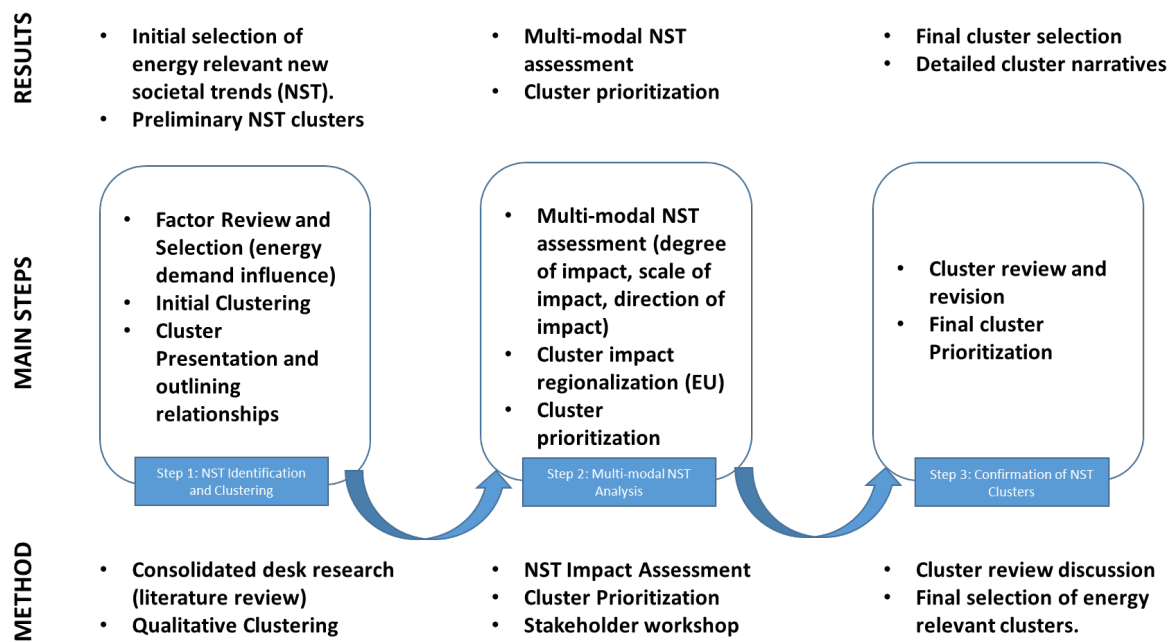 RESULTS
• Initial selection of
energy relevant new
societal trends (NST).
• Preliminary NST clusters
• Multi-modal NST
assessment
• Cluster prioritization
• Final cluster selection
• Detailed cluster narratives
MAIN STEPS
• Factor Review and
Selection (energy
demand influence)
• Initial Clustering
• Cluster
Presentation and
outlining
relationships
Step 1: NST Identification
and Clustering
• Multi-modal NST
assessment (degree
of impact, scale of
impact, direction of
impact)
• Cluster impact
regionalization (EU)
• Cluster
prioritization
Step 2: Multi-modal NST
Analysis
• Cluster review and
revision
• Final cluster
Prioritization
Step 3: Confirmation of NST
Clusters
METHOD
• Consolidated desk research
(literature review)
• Qualitative Clustering
• NST Impact Assessment
• Cluster Prioritization
• Stakeholder workshop
• Cluster review discussion
• Final selection of energy
relevant clusters.